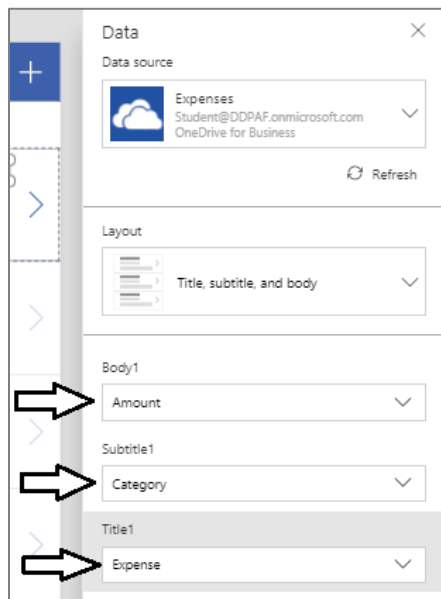 Data
Data source
Expenses
Student@DDPAF.onmicrosoft.com
OneDrive for Business
Refresh
Layout
Title, subtitle, and body
Body1
Amount
Subtitle1
Category
Title1
Expense